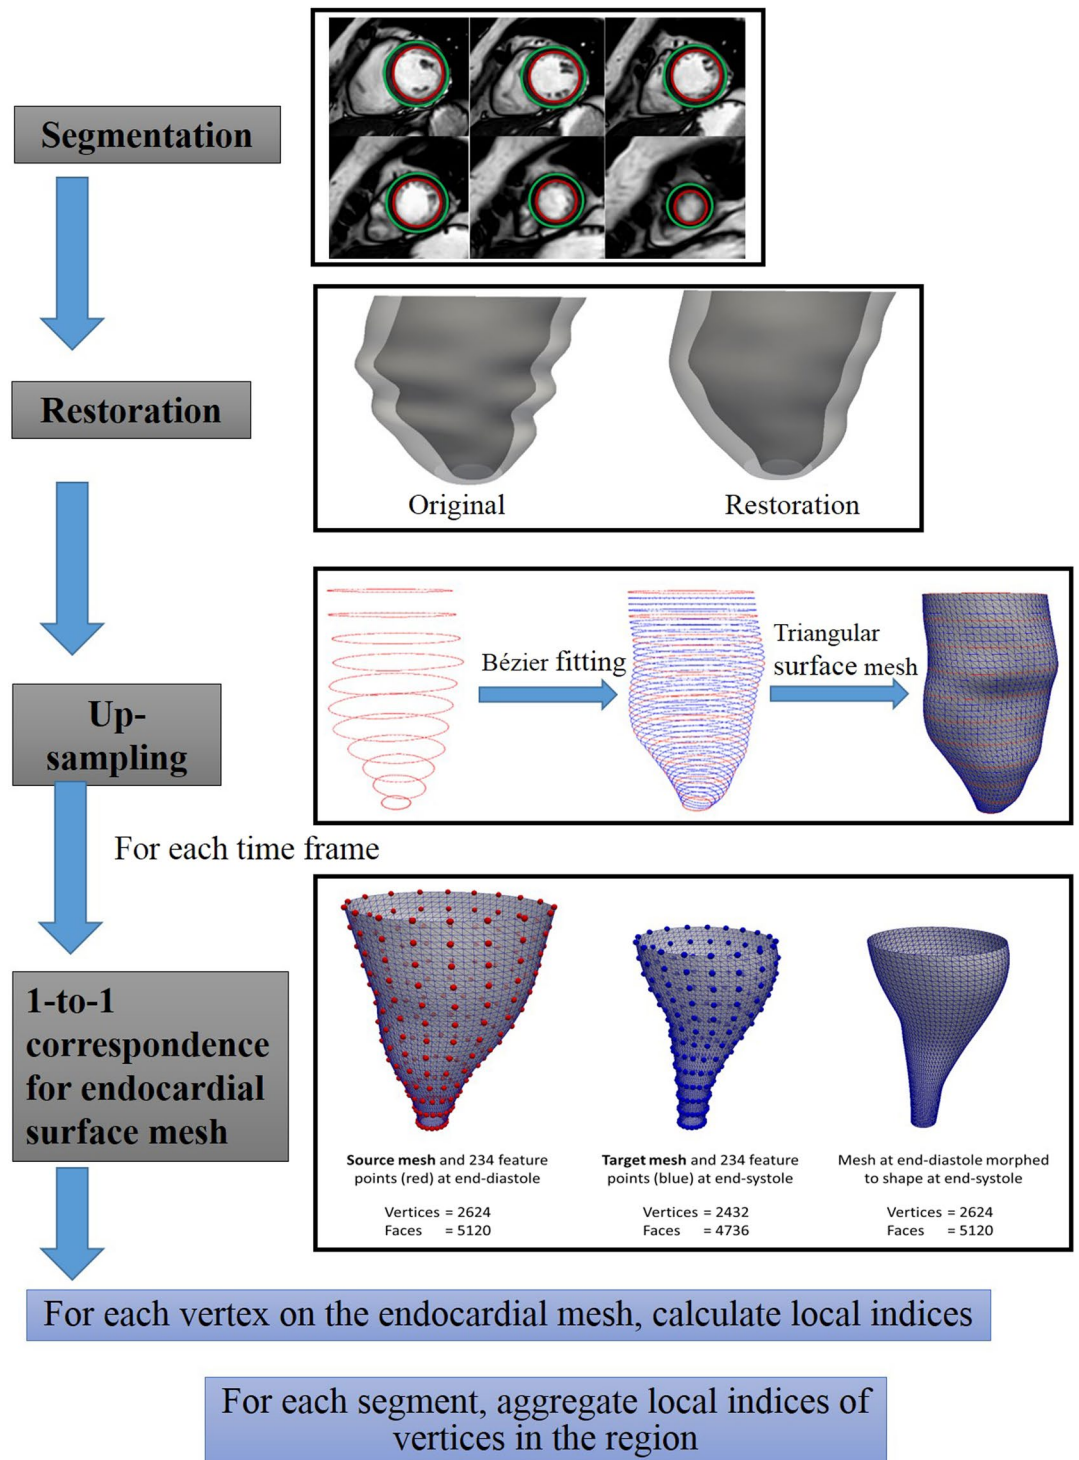 Segmentation
Restoration
Original
Restoration
Bézier fitting
Triangular
surface mesh
Up-
sampling
For each time frame
1-to-1
correspondence
for endocardial
surface mesh
Source mesh and 234 feature
points (red) at end-diastole
Vertices = 2624
Faces = 5120
Target mesh and 234 feature
points (blue) at end-systole
Vertices = 2432
Faces = 4736
Mesh at end-diastole morphed
to shape at end-systole
Vertices = 2624
Faces = 5120
For each vertex on the endocardial mesh, calculate local indices
For each segment, aggregate local indices of
vertices in the region